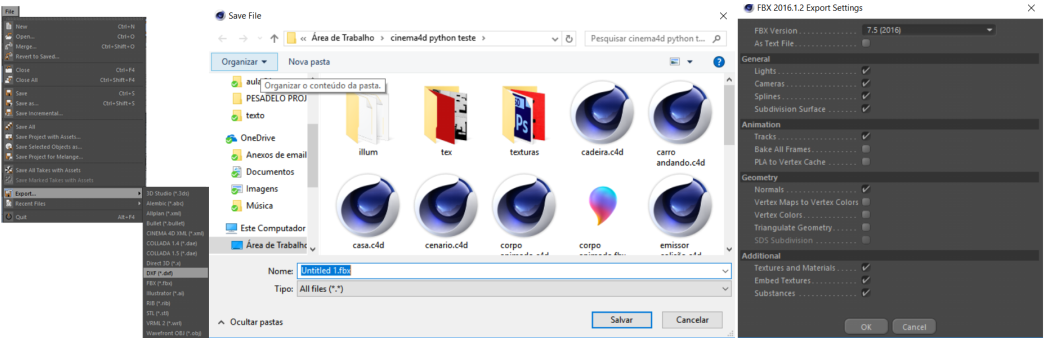 File
New Ctrl+N
Open... Ctrl+O
Merge... Ctrl+Shift+O
Revert to Saved...
Close Ctrl+F4
Close All Ctrl+Shift+F4
Save Ctrl+S
Save as... Ctrl+Shift+S
Save Incremental...
Save All
Save Project with Assets...
Save Selected Objects as...
Save Project for Melange...
Save All Takes with Assets
Save Marked Takes with Assets
Export...
Recent Files
Quit Alt+F4
3D Studio (*.3ds)
Alembic (*.abc)
Allplan (*.xml)
Bullet (*.bullet)
CINEMA 4D XML (*.xml)
COLLADA 1.4 (*.dae)
COLLADA 1.5 (*.dae)
Direct 3D (*.x)
DXF (*.dxf)
FBX (*.fbx)
Illustrator (*.ai)
RIB (*.rib)
STL (*.stl)
VRML 2 (*.wrl)
Wavefront OBJ (*.obj)
Save File
« Área de Trabalho > cinema4d python teste >
Pesquisar cinema4d python t...
Organizar
Nova pasta
Organizar o conteúdo da pasta.
PESADELO PROJ
texto
OneDrive
Anexos de email
Documentos
Imagens
Música
Este Computador
Área de Trabalho
illum
tex
texturas
cadeira.c4d
carro
andando.c4d
casa.c4d
cenario.c4d
corpo
corpo
emissor
Nome: Untitled 1.fbx
Tipo: All files (*.*)
Ocultar pastas
Salvar
Cancelar
FBX 2016.1.2 Export Settings
FBX Version 7.5 (2016)
As Text File
General
Lights
Cameras
Splines
Subdivision Surface
Animation
Tracks
Bake All Frames
PLA to Vertex Cache
Geometry
Normals
Vertex Maps to Vertex Colors
Vertex Colors
Triangulate Geometry
SDS Subdivision
Additional
Textures and Materials
Embed Textures
Substances
OK
Cancel